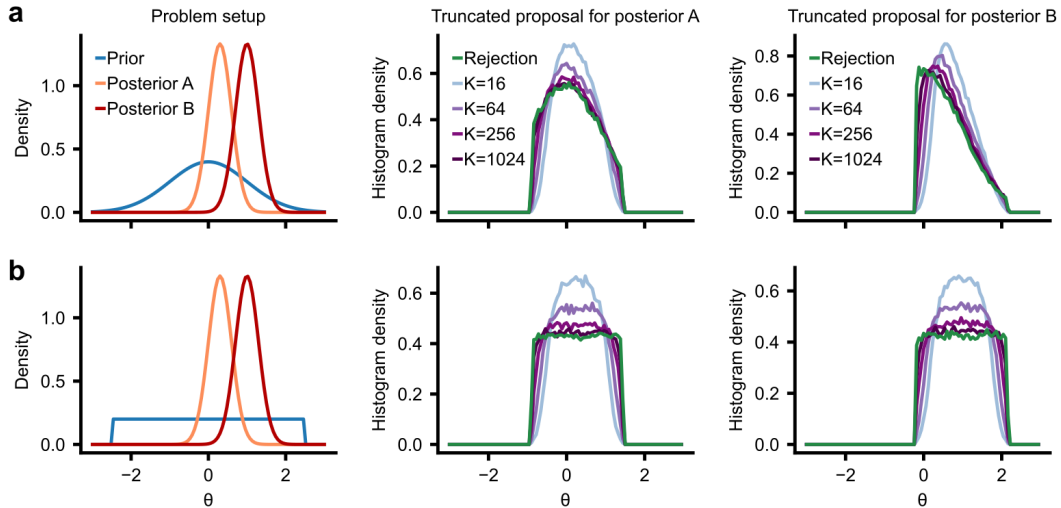 a
Problem setup
Truncated proposal for posterior A
Truncated proposal for posterior B
Density
1.0
0.5
0.0
Prior
Posterior A
Posterior B
Histogram density
0.6
0.4
0.2
0.0
Rejection
K=16
K=64
K=256
K=1024
Histogram density
0.8
0.6
0.4
0.2
0.0
Rejection
K=16
K=64
K=256
K=1024
b
Density
1.0
0.5
0.0
−2
0
2
θ
Histogram density
0.6
0.4
0.2
0.0
−2
0
2
θ
Histogram density
0.6
0.4
0.2
0.0
−2
0
2
θ